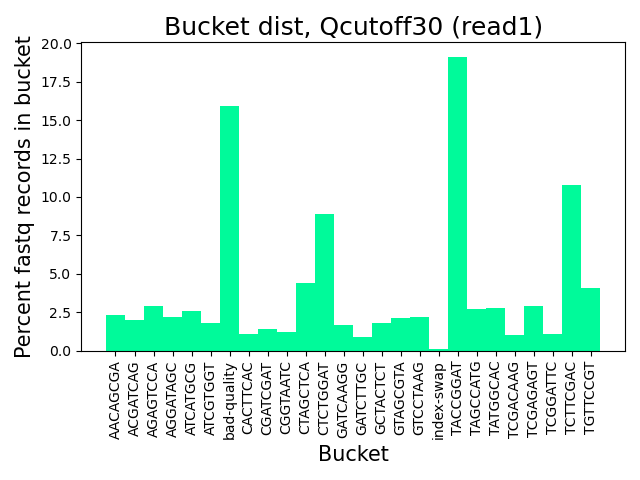 Bucket dist, Qcutoff30 (read1)
Percent fastq records in bucket
20.0
17.5
15.0
12.5
10.0
7.5
5.0
2.5
0.0
AACAGCGA
ACGATCAG
AGAGTCCA
AGGATAGC
ATCATGCG
ATCGTGGT
bad-quality
CACTTCAC
CGATCGAT
CGGTAATC
CTAGCTCA
CTCTGGAT
GATCAAGG
GATCTTGC
GCTACTCT
GTAGCGTA
GTCCTAAG
index-swap
TACCGGAT
TAGCCATG
TATGGCAC
TCGACAAG
TCGAGAGT
TCGGATTC
TCTTCGAC
TGTTCCGT
Bucket